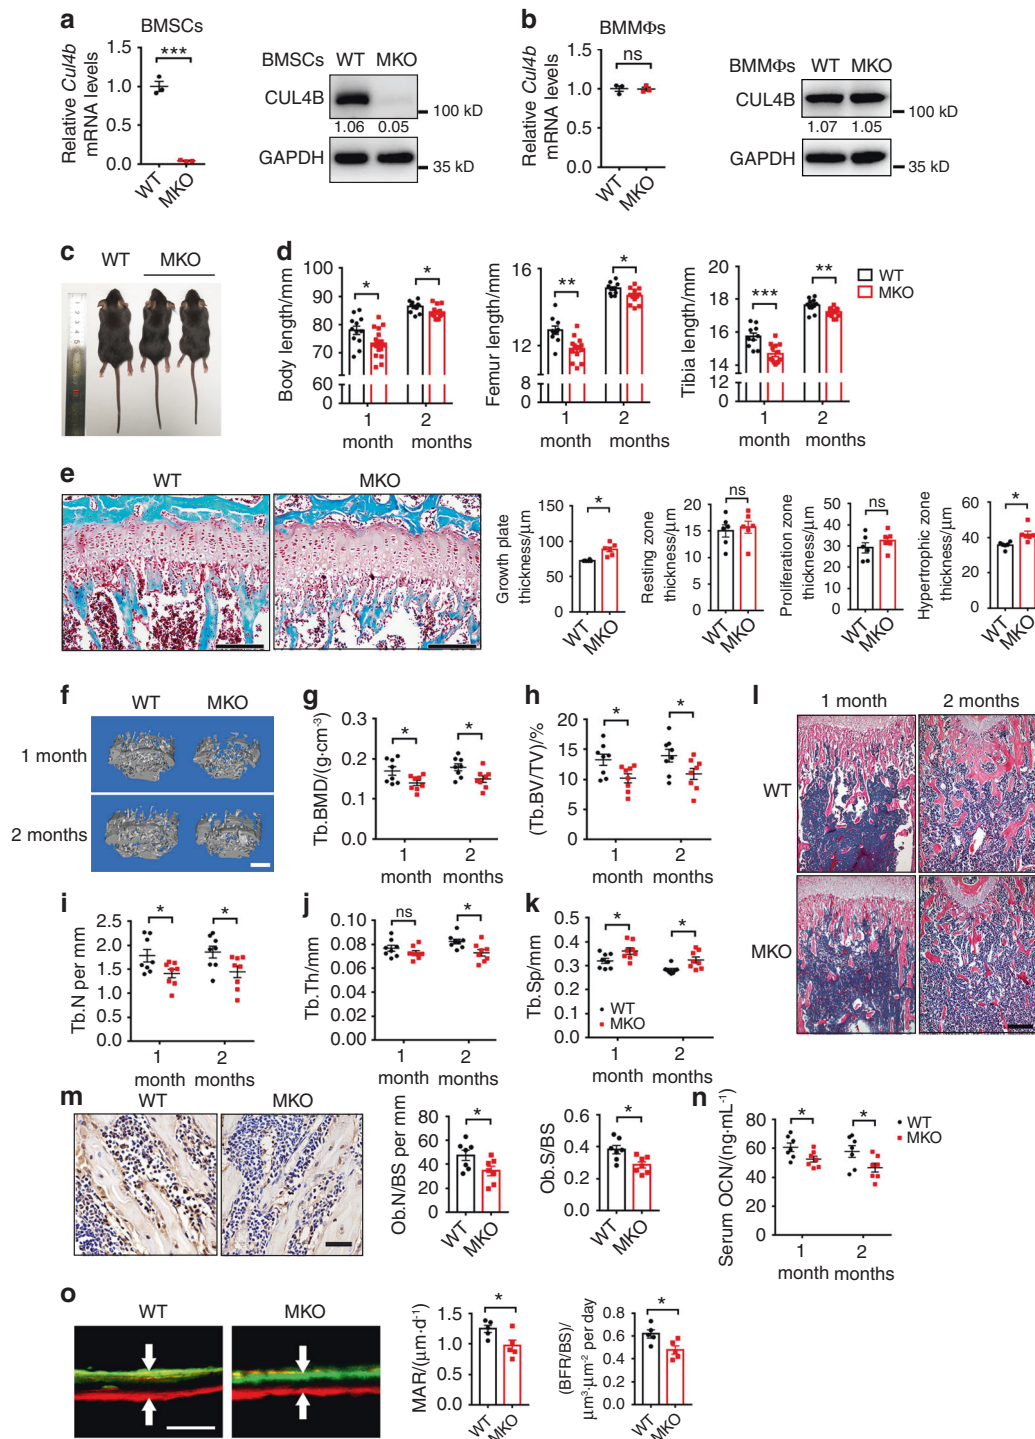 a
BMSCs
Relative Cul4b
mRNA levels
1.5
1.0
0.5
0.0
***
WT
MKO
BMSCs
WT
MKO
CUL4B
100 kD
1.06
0.05
GAPDH
35 kD
b
BMMΦs
Relative Cul4b
mRNA levels
1.5
1.0
0.5
0.0
ns
WT
MKO
BMMΦs
WT
MKO
CUL4B
100 kD
1.07
1.05
GAPDH
35 kD
c
WT
MKO
d
Body length/mm
100
90
80
70
60
0
*
*
1
month
2
months
Femur length/mm
16
12
8
0
**
*
1
month
2
months
Tibia length/mm
20
18
16
14
12
0
***
**
1
month
2
months
WT
MKO
e
WT
MKO
Growth plate
thickness/μm
150
100
50
0
*
WT
MKO
Resting zone
thickness/μm
20
15
10
5
0
ns
WT
MKO
Proliferation zone
thickness/μm
50
40
30
20
10
0
ns
WT
MKO
Hypertrophic zone
thickness/μm
60
40
20
0
*
WT
MKO
f
WT
MKO
1 month
2 months
g
Tb.BMD/(g·cm-3)
0.3
0.2
0.1
0.0
*
*
1
month
2
months
h
(Tb.BV/TV)/%
20
15
10
5
0
*
*
1
month
2
months
i
Tb.N per mm
2.5
2.0
1.5
1.0
0.5
0.0
*
*
1
month
2
months
j
Tb.Th/mm
0.12
0.10
0.08
0.06
0.04
0.02
0.00
ns
*
1
month
2
months
k
Tb.Sp/mm
0.5
0.4
0.3
0.2
0.1
0.0
*
*
WT
MKO
1
month
2
months
l
1 month
2 months
WT
MKO
m
WT
MKO
Ob.N/BS per mm
80
60
40
20
0
*
WT
MKO
Ob.S/BS
0.6
0.4
0.2
0.0
*
WT
MKO
n
Serum OCN/(ng·mL-1)
80
60
40
20
0
*
*
WT
MKO
1
month
2
months
o
WT
MKO
MAR/(μm·d-1)
1.5
1.0
0.5
0.0
*
WT
MKO
(BFR/BS)/
μm3·μm-2 per day
0.8
0.6
0.4
0.2
0.0
*
WT
MKO